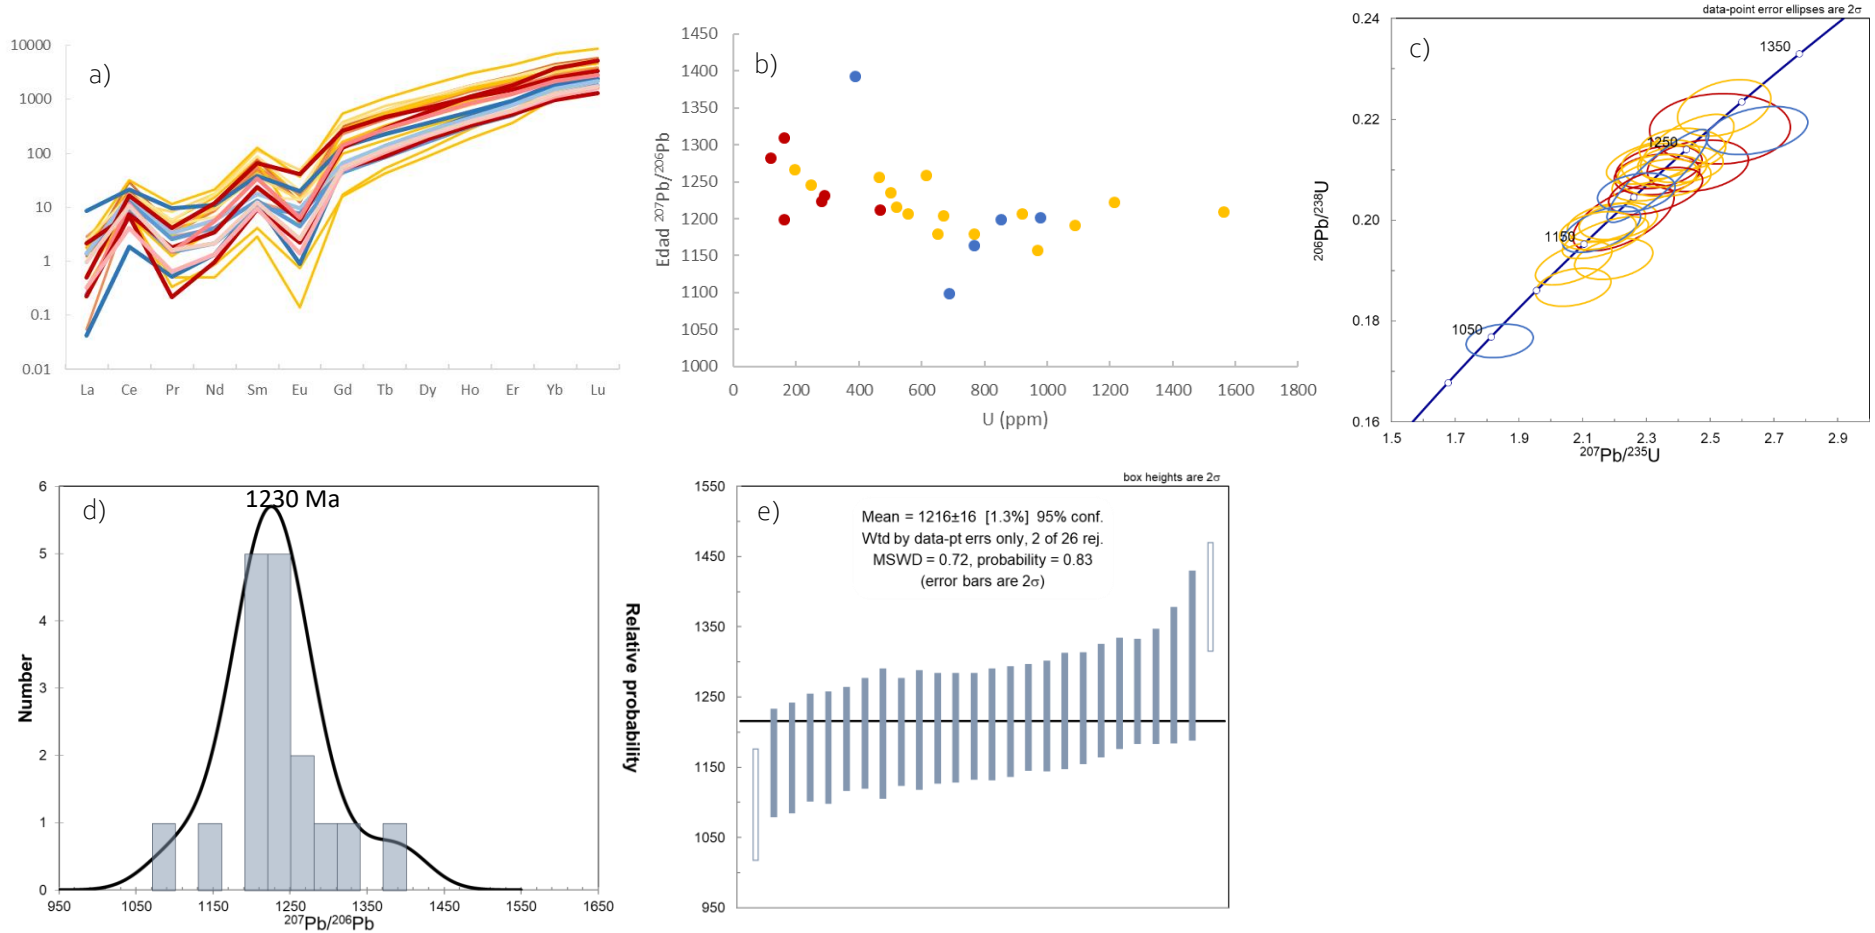 a)
10000
1000
100
10
1
0.1
0.01
La Ce Pr Nd Sm Eu Gd Tb Dy Ho Er Yb Lu
b)
Edad ²⁰⁷Pb/²⁰⁶Pb
1450
1400
1350
1300
1250
1200
1150
1100
1050
1000
0 200 400 600 800 1000 1200 1400 1600 1800
U (ppm)
data-point error ellipses are 2σ
c)
²⁰⁶Pb/²³⁸U
0.24
0.22
0.20
0.18
0.16
1350
1250
1150
1050
1.5 1.7 1.9 2.1 2.3 2.5 2.7 2.9
²⁰⁷Pb/²³⁵U
d)
1230 Ma
Number
6
5
4
3
2
1
0
950 1050 1150 1250 1350 1450 1550 1650
²⁰⁷Pb/²⁰⁶Pb
Relative probability
box heights are 2σ
e)
Mean = 1216±16 [1.3%] 95% conf.
Wtd by data-pt errs only, 2 of 26 rej.
MSWD = 0.72, probability = 0.83
(error bars are 2σ)
1550
1450
1350
1250
1150
1050
950